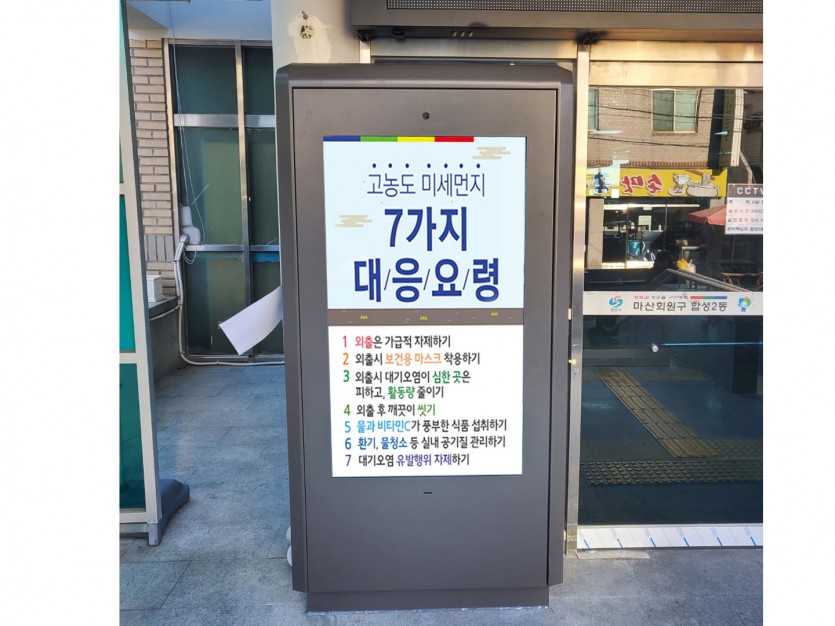 고농도 미세먼지
7가지
대/응/요/령
1 외출은 가급적 자제하기
2 외출시 보건용 마스크 착용하기
3 외출시 대기오염이 심한 곳은
피하고, 활동량 줄이기
4 외출 후 깨끗이 씻기
5 물과 비타민C가 풍부한 식품 섭취하기
6 환기, 물청소 등 실내 공기질 관리하기
7 대기오염 유발행위 자제하기
CCTV
마산회원구 합성2동